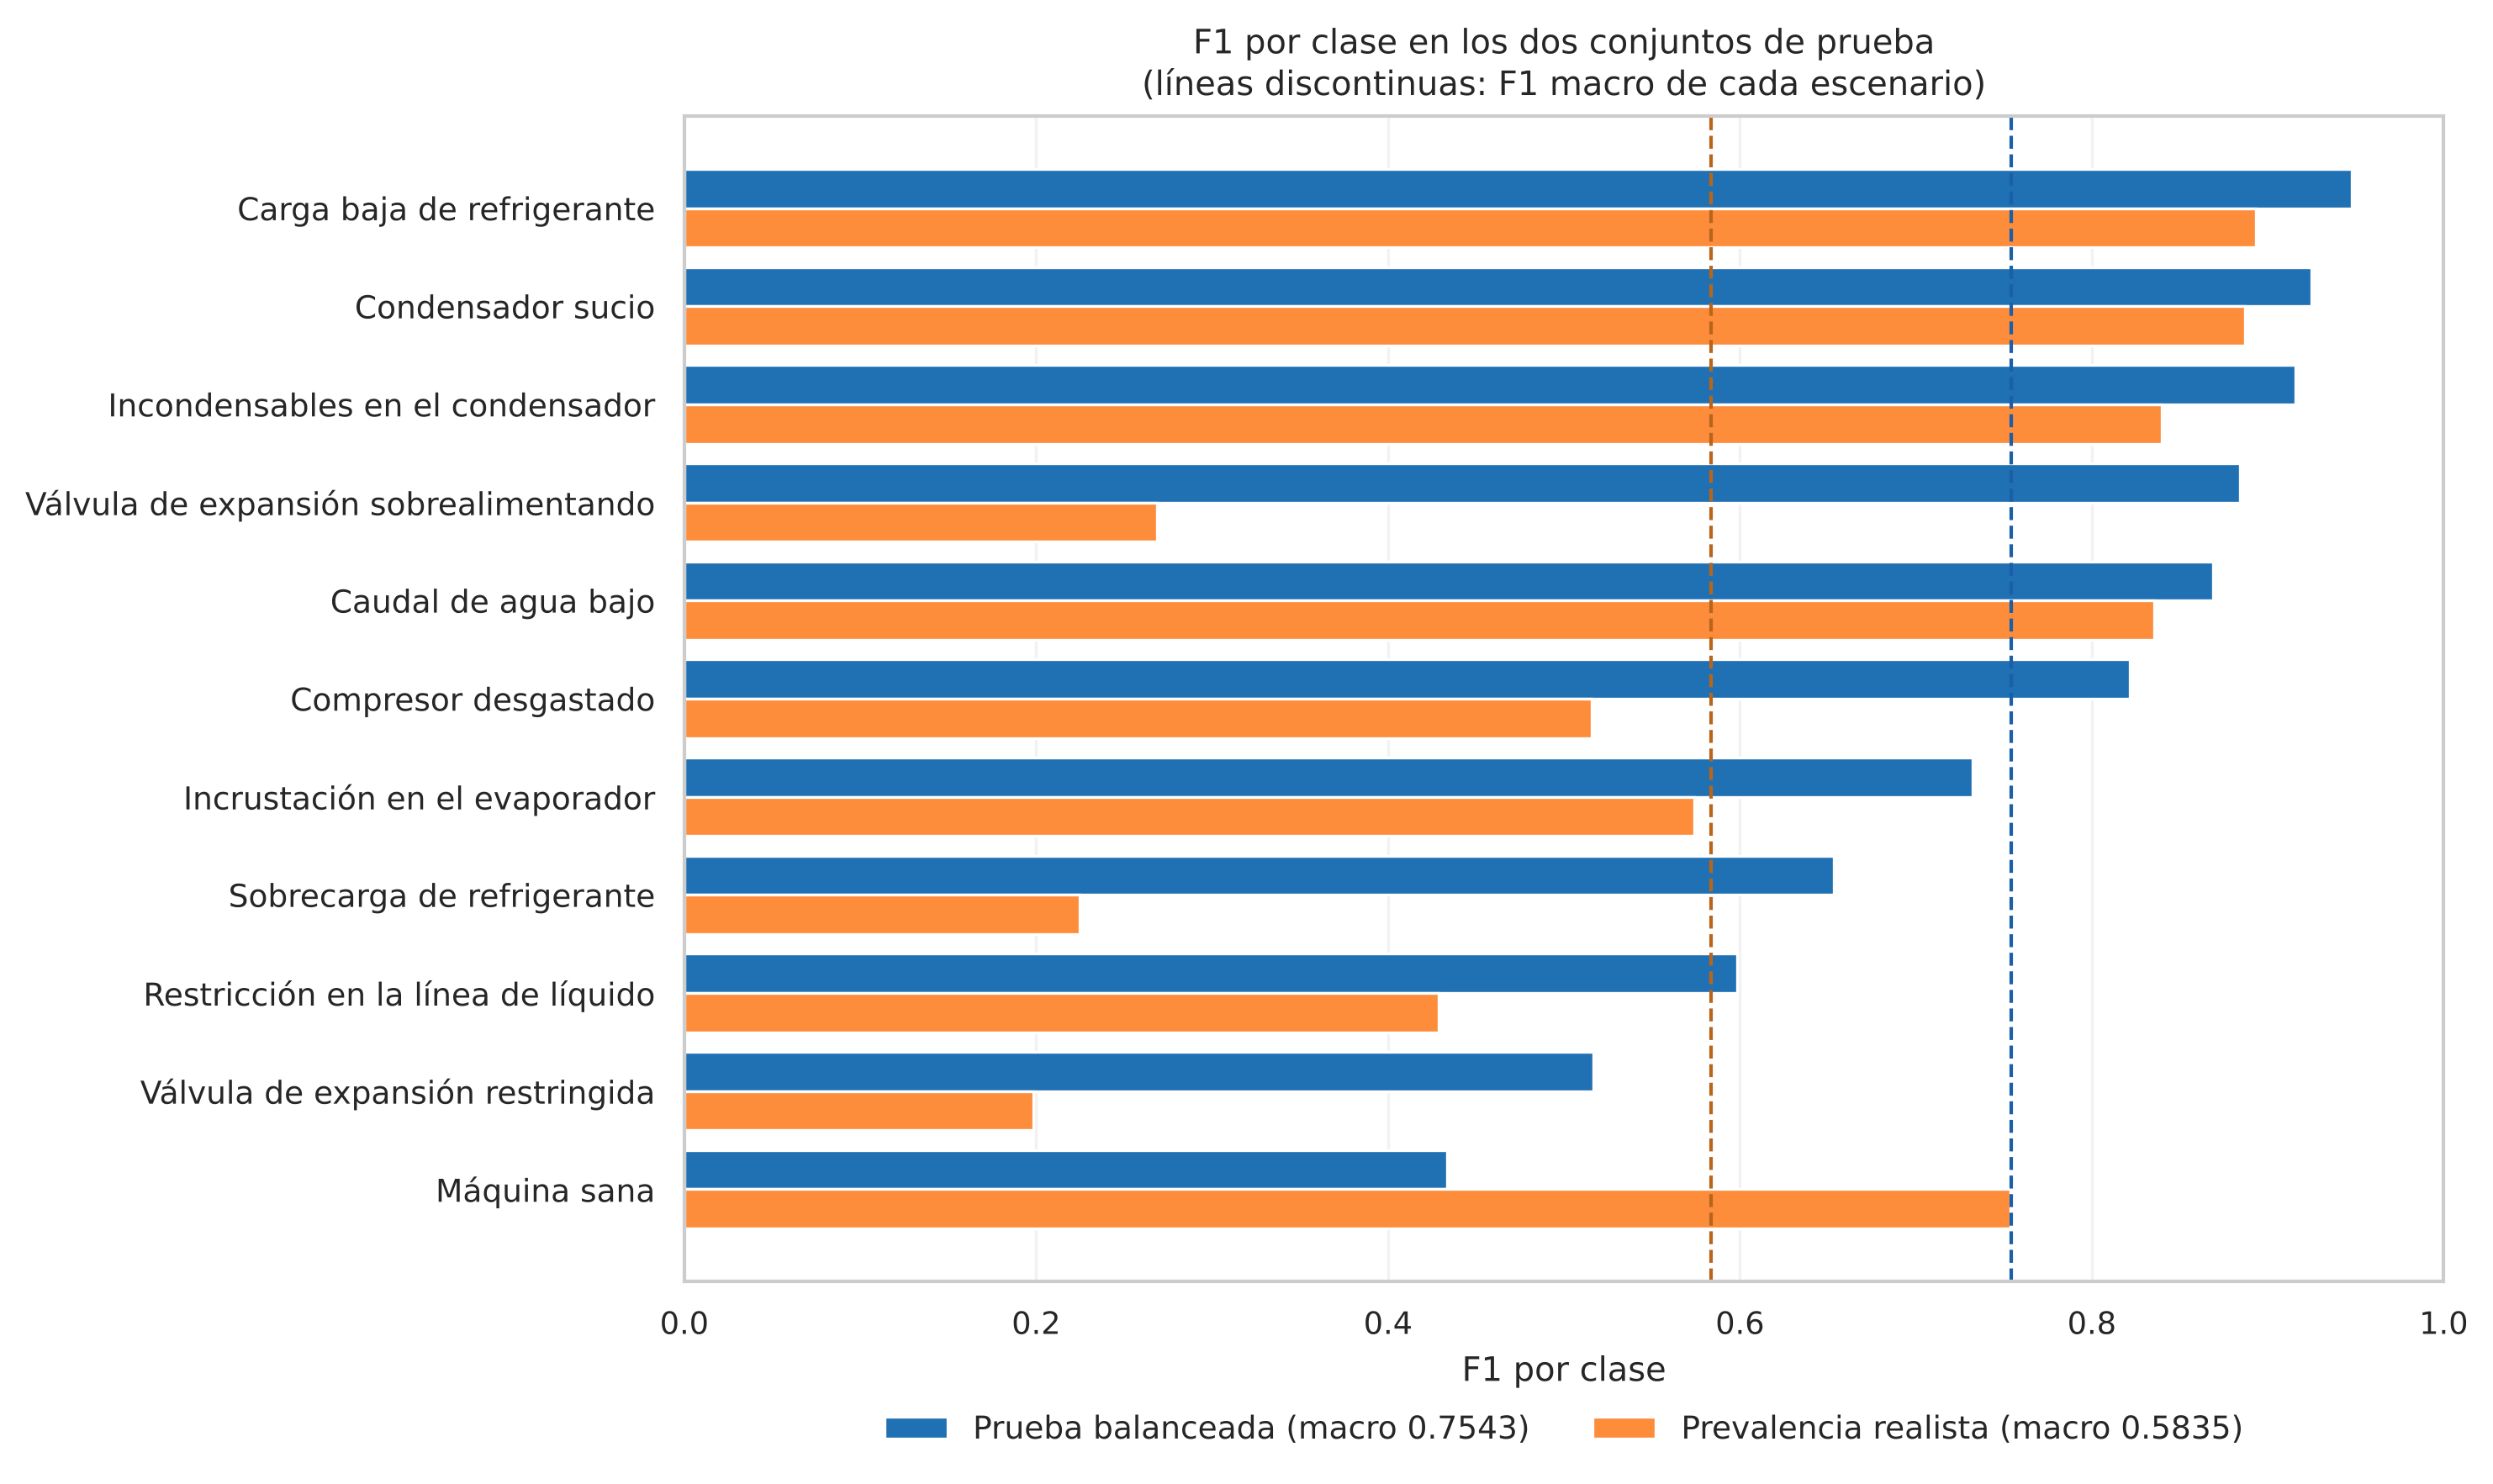 F1 por clase en los dos conjuntos de prueba
(líneas discontinuas: F1 macro de cada escenario)
Carga baja de refrigerante
Condensador sucio
Incondensables en el condensador
Válvula de expansión sobrealimentando
Caudal de agua bajo
Compresor desgastado
Incrustación en el evaporador
Sobrecarga de refrigerante
Restricción en la línea de líquido
Válvula de expansión restringida
Máquina sana
0.0 0.2 0.4 0.6 0.8 1.0
F1 por clase
Prueba balanceada (macro 0.7543) Prevalencia realista (macro 0.5835)